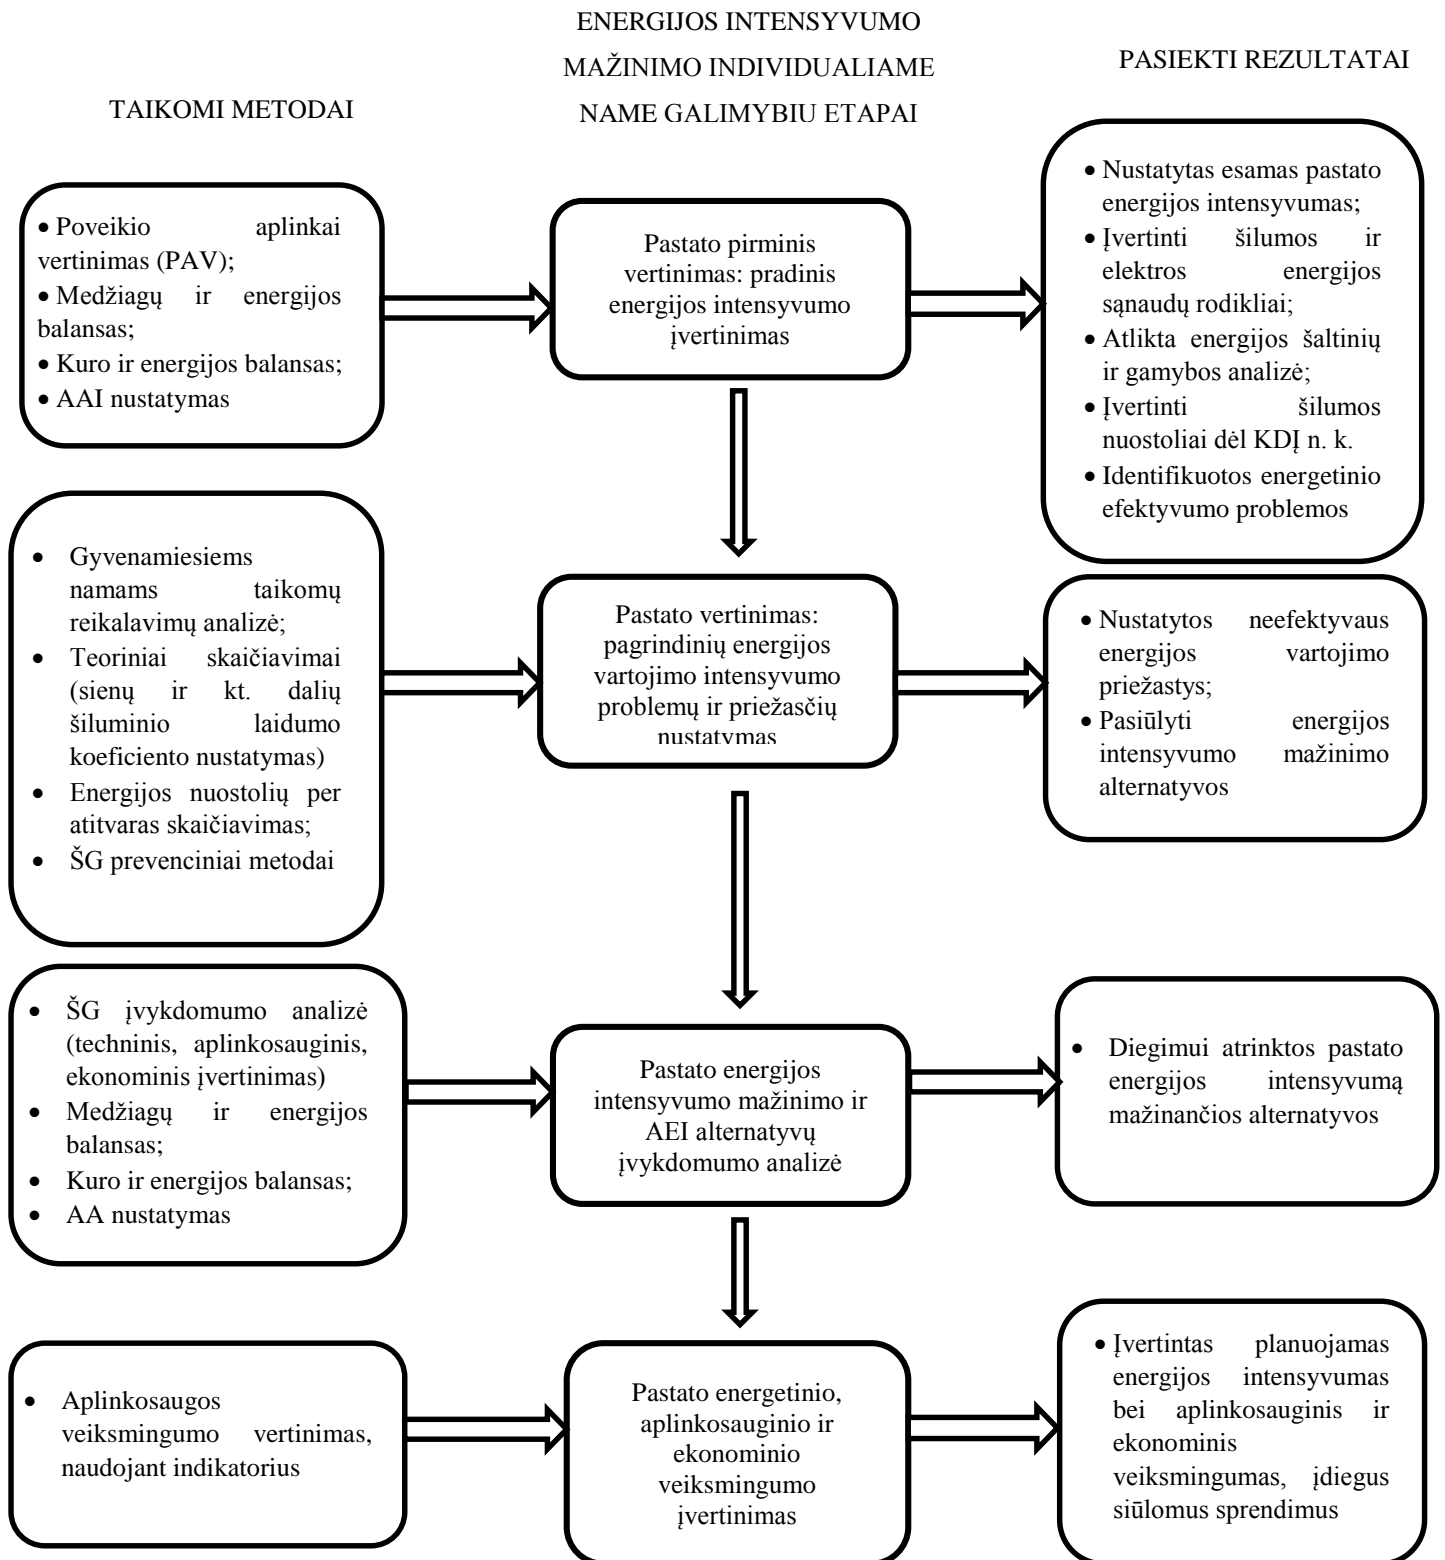 ENERGIJOS INTENSYVUMO
MAŽINIMO INDIVIDUALIAME
NAME GALIMYBIU ETAPAI
PASIEKTI REZULTATAI
TAIKOMI METODAI
• Poveikio aplinkai
vertinimas (PAV);
• Medžiagų ir energijos
balansas;
• Kuro ir energijos balansas;
• AAI nustatymas
Pastato pirminis
vertinimas: pradinis
energijos intensyvumo
įvertinimas
• Nustatytas esamas pastato
energijos intensyvumas;
• Įvertinti šilumos ir
elektros energijos
sąnaudų rodikliai;
• Atlikta energijos šaltinių
ir gamybos analizė;
• Įvertinti šilumos
nuostoliai dėl KDĮ n. k.
• Identifikuotos energetinio
efektyvumo problemos
• Gyvenamiesiems
namams taikomų
reikalavimų analizė;
• Teoriniai skaičiavimai
(sienų ir kt. dalių
šiluminio laidumo
koeficiento nustatymas)
• Energijos nuostolių per
atitvaras skaičiavimas;
• ŠG prevenciniai metodai
Pastato vertinimas:
pagrindinių energijos
vartojimo intensyvumo
problemų ir priežasčių
nustatymas
• Nustatytos neefektyvaus
energijos vartojimo
priežastys;
• Pasiūlyti energijos
intensyvumo mažinimo
alternatyvos
• ŠG įvykdomumo analizė
(techninis, aplinkosauginis,
ekonominis įvertinimas)
• Medžiagų ir energijos
balansas;
• Kuro ir energijos balansas;
• AA nustatymas
Pastato energijos
intensyvumo mažinimo ir
AEI alternatyvų
įvykdomumo analizė
• Diegimui atrinktos pastato
energijos intensyvumą
mažinančios alternatyvos
• Aplinkosaugos
veiksmingumo vertinimas,
naudojant indikatorius
Pastato energetinio,
aplinkosauginio ir
ekonominio
veiksmingumo
įvertinimas
• Įvertintas planuojamas
energijos intensyvumas
bei aplinkosauginis ir
ekonominis
veiksmingumas, įdiegus
siūlomus sprendimus